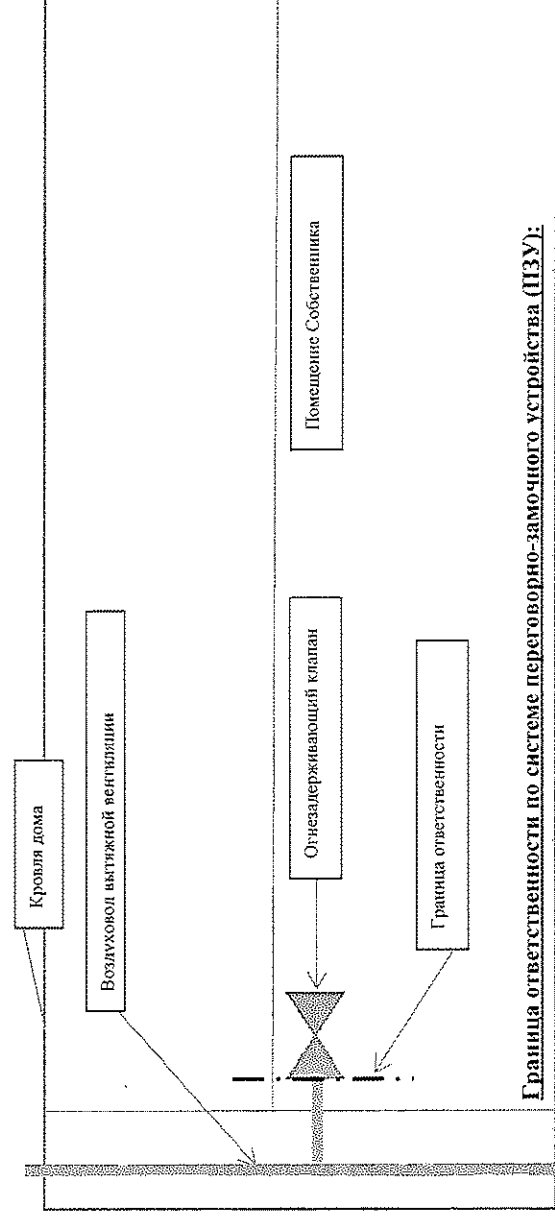 Кровля дома
Воздуховод вытяжной вентиляции
Огнезадерживающий клапан
Помещение Собственника
Граница ответственности
Граница ответственности по системе переговорно-замочного устройства (ПЗУ):